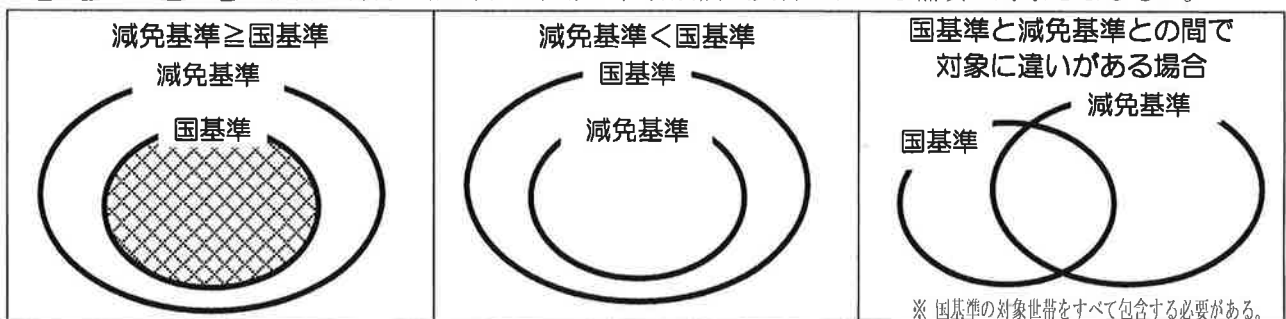 減免基準≧国基準
減免基準
国基準
減免基準<国基準
国基準
減免基準
国基準と減免基準との間で
対象に違いがある場合
減免基準
国基準
※ 国基準の対象世帯をすべて包含する必要がある。